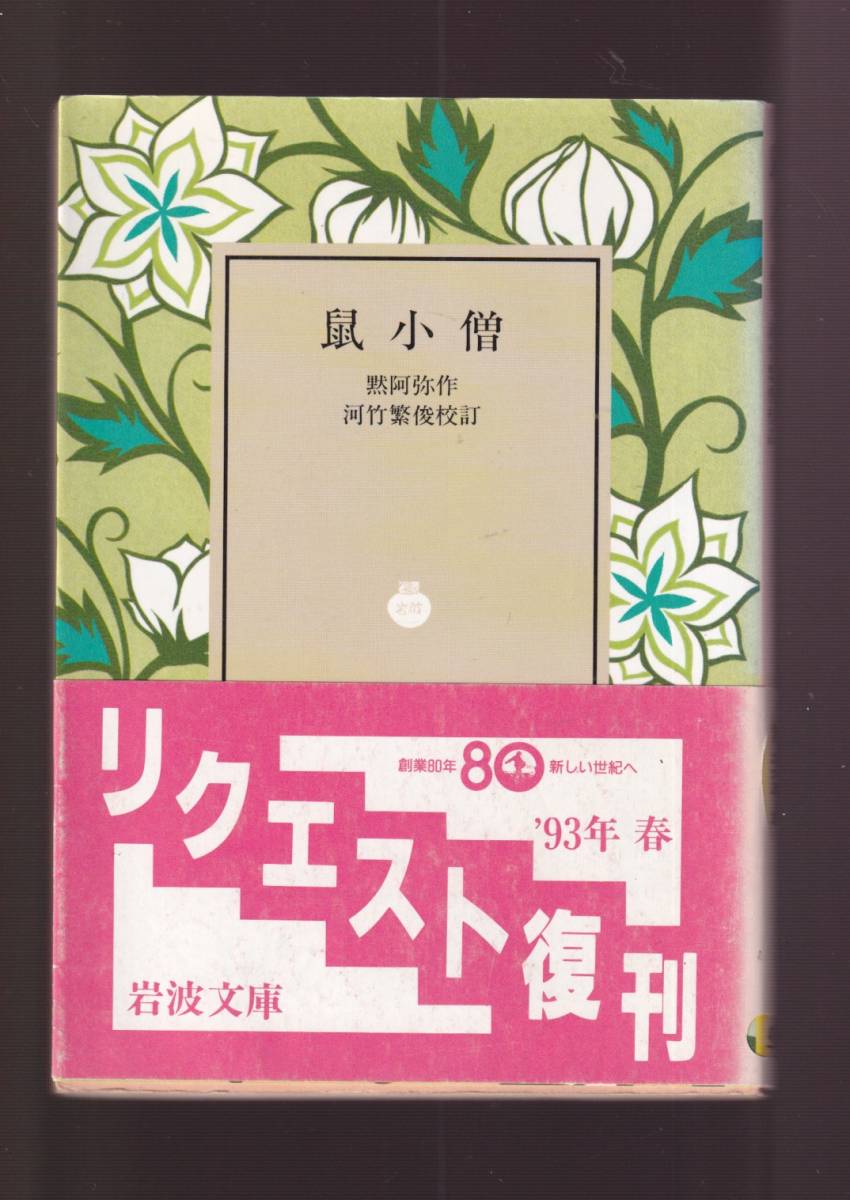 鼠小僧
黙阿弥作
河竹繁俊校訂
創業80年 80 新しい世紀へ
リクエスト復刊
'93年 春
岩波文庫